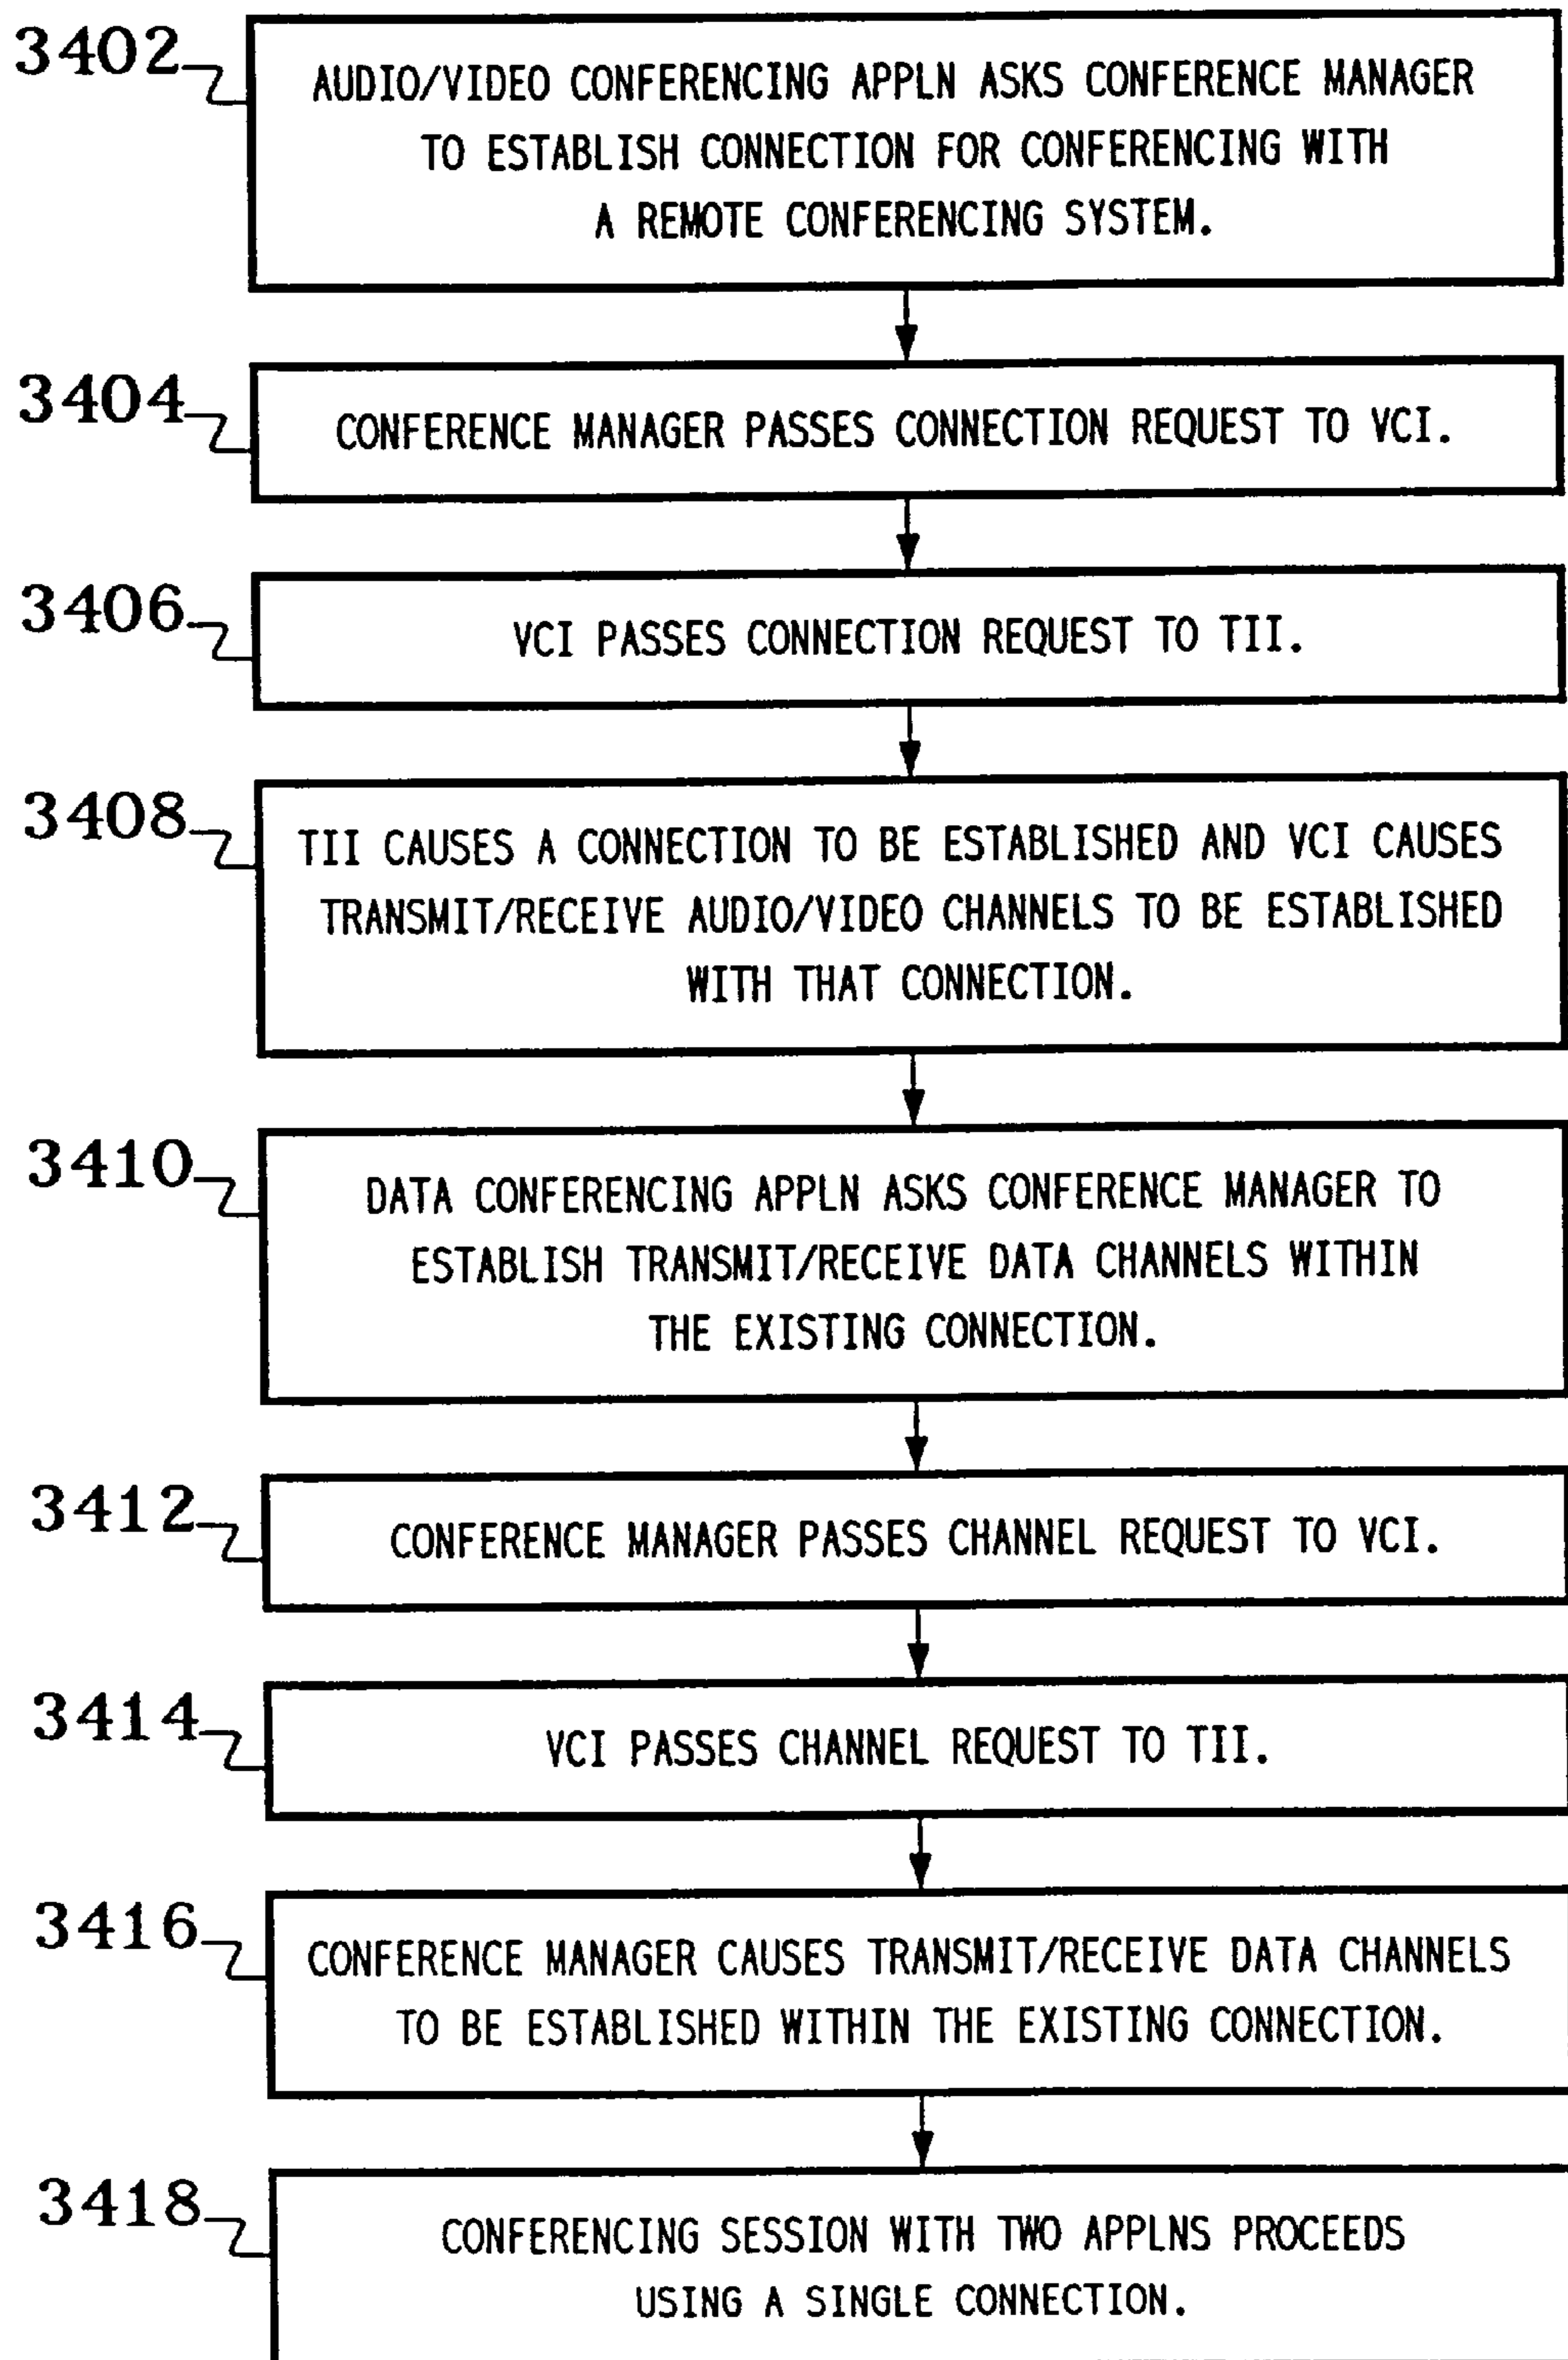 3402
AUDIO/VIDEO CONFERENCING APPLN ASKS CONFERENCE MANAGER
TO ESTABLISH CONNECTION FOR CONFERENCING WITH
A REMOTE CONFERENCING SYSTEM.
3404
CONFERENCE MANAGER PASSES CONNECTION REQUEST TO VCI.
3406
VCI PASSES CONNECTION REQUEST TO TII.
3408
TII CAUSES A CONNECTION TO BE ESTABLISHED AND VCI CAUSES
TRANSMIT/RECEIVE AUDIO/VIDEO CHANNELS TO BE ESTABLISHED
WITH THAT CONNECTION.
3410
DATA CONFERENCING APPLN ASKS CONFERENCE MANAGER TO
ESTABLISH TRANSMIT/RECEIVE DATA CHANNELS WITHIN
THE EXISTING CONNECTION.
3412
CONFERENCE MANAGER PASSES CHANNEL REQUEST TO VCI.
3414
VCI PASSES CHANNEL REQUEST TO TII.
3416
CONFERENCE MANAGER CAUSES TRANSMIT/RECEIVE DATA CHANNELS
TO BE ESTABLISHED WITHIN THE EXISTING CONNECTION.
3418
CONFERENCING SESSION WITH TWO APPLNS PROCEEDS
USING A SINGLE CONNECTION.